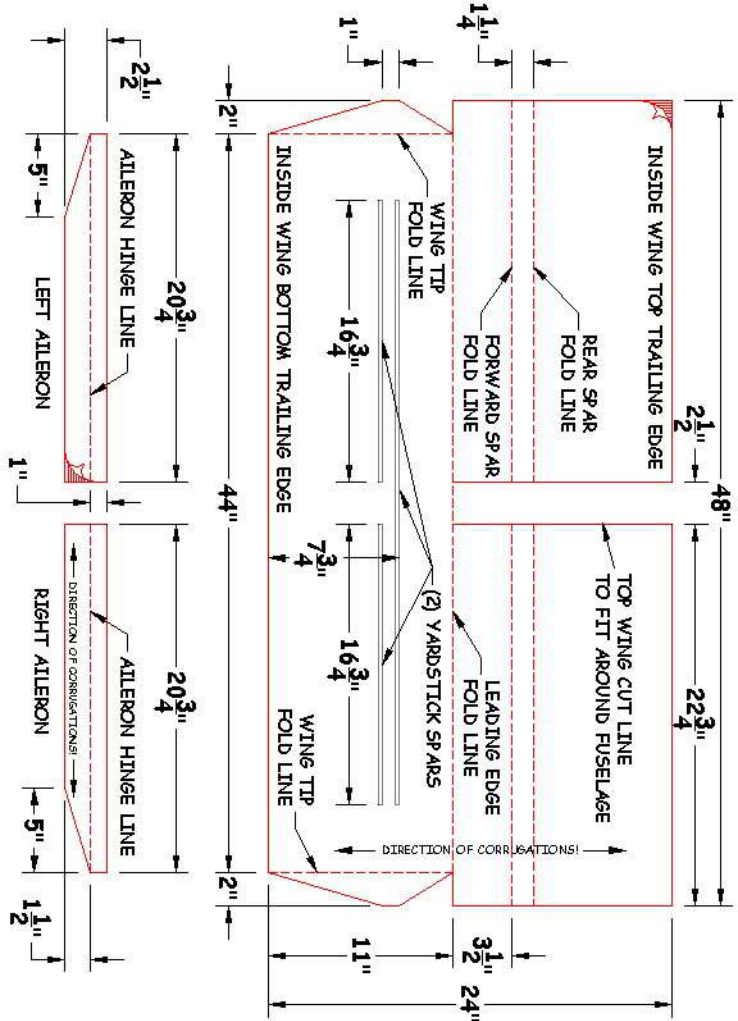 48"
2 1/2"
22 3/4"
INSIDE WING TOP TRAILING EDGE
TOP WING CUT LINE
TO FIT AROUND FUSELAGE
24"
1 1/4"
REAR SPAR
FOLD LINE
FORWARD SPAR
FOLD LINE
3 1/2"
LEADING EDGE
FOLD LINE
DIRECTION OF CORRUGATIONS!
WING TIP
FOLD LINE
(2) YARDSTICK SPARS
1"
16 3/4"
16 3/4"
7 3/4"
11"
WING TIP
FOLD LINE
INSIDE WING BOTTOM TRAILING EDGE
2"
44"
2"
20 3/4"
20 3/4"
AILERON HINGE LINE
AILERON HINGE LINE
2 1/2"
1"
DIRECTION OF CORRUGATIONS!
1 1/2"
5"
LEFT AILERON
RIGHT AILERON
5"